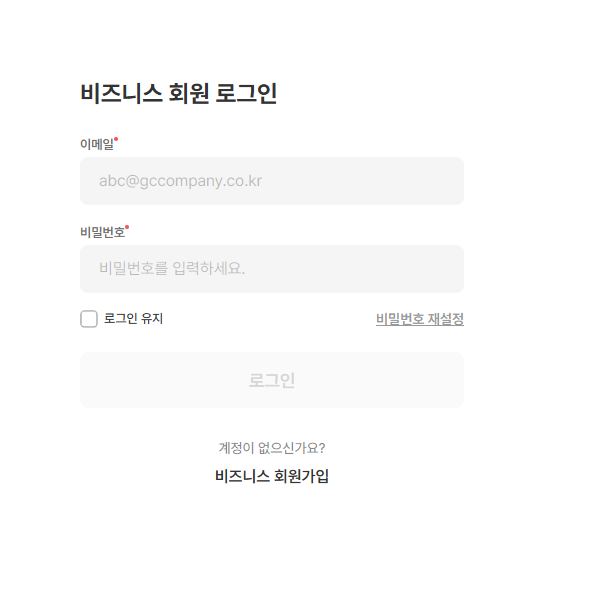 비즈니스 회원 로그인
이메일
abc@gccompany.co.kr
비밀번호
비밀번호를 입력하세요.
로그인 유지 비밀번호 재설정
로그인
계정이 없으신가요?
비즈니스 회원가입